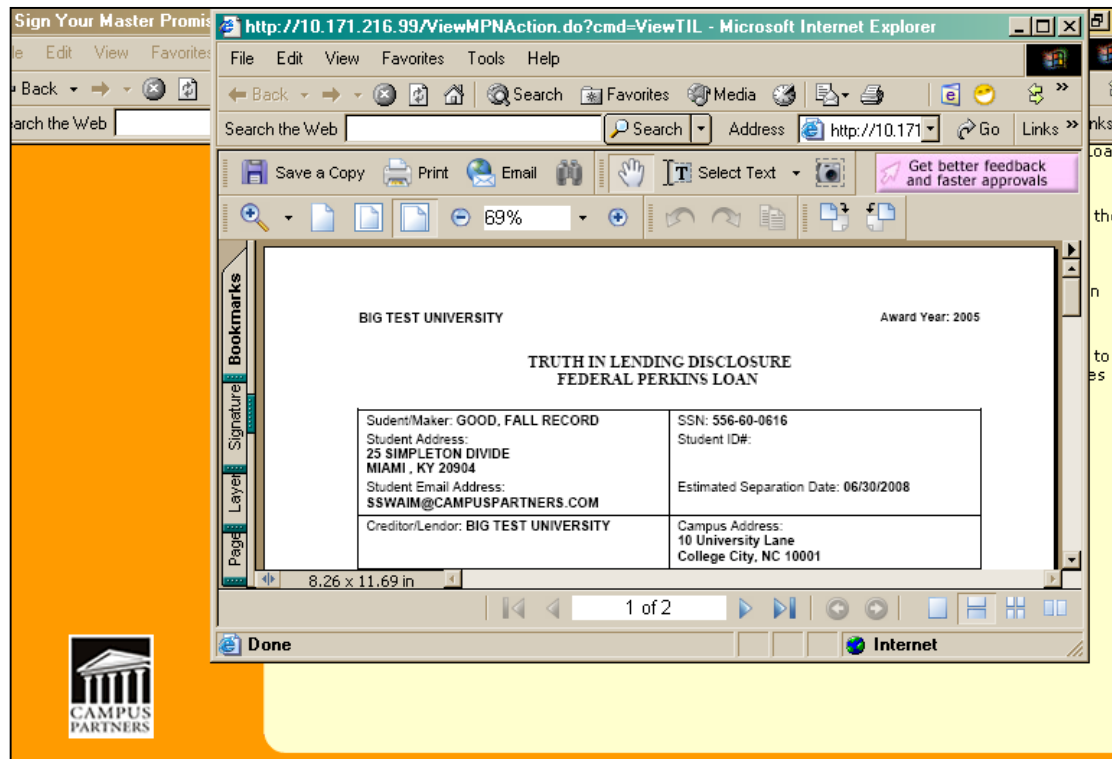 Sign Your Master Promis
http://10.171.216.99/ViewMPNAction.do?cmd=ViewTIL - Microsoft Internet Explorer
Edit View Favorites
File Edit View Favorites Tools Help
Back
Back Search Favorites Media
earch the Web
Search the Web Search Address http://10.171 Go Links »
Save a Copy Print Email Select Text Get better feedback
and faster approvals
69%
Bookmarks
Signature
Layer
Page
BIG TEST UNIVERSITY Award Year: 2005
TRUTH IN LENDING DISCLOSURE
FEDERAL PERKINS LOAN
Sudent/Maker: GOOD, FALL RECORD SSN: 556-60-0616
Student Address: Student ID#:
25 SIMPLETON DIVIDE
MIAMI , KY 20904
Student Email Address: Estimated Separation Date: 06/30/2008
SSWAIM@CAMPUSPARTNERS.COM
Creditor/Lendor: BIG TEST UNIVERSITY Campus Address:
10 University Lane
College City, NC 10001
8.26 x 11.69 in
1 of 2
Done Internet
to
CAMPUS
PARTNERS